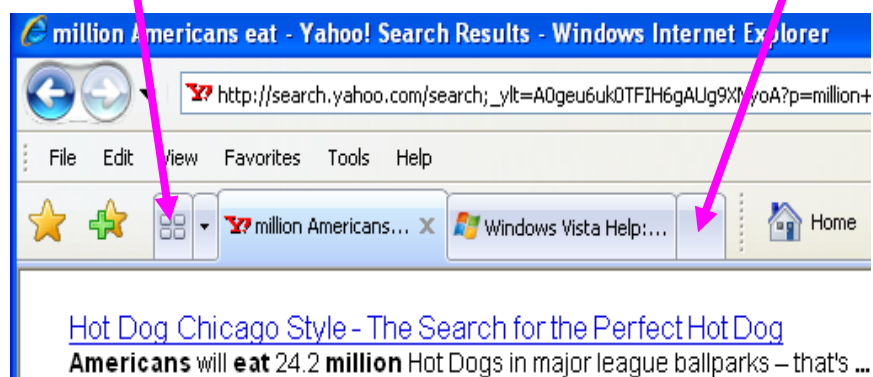 million Americans eat - Yahoo! Search Results - Windows Internet Explorer
http://search.yahoo.com/search;_ylt=A0geu6uk0TFIH6gAUg9XMyoA?p=million+
File Edit View Favorites Tools Help
million Americans... Windows Vista Help:... Home
Hot Dog Chicago Style - The Search for the Perfect Hot Dog
Americans will eat 24.2 million Hot Dogs in major league ballparks – that's ...